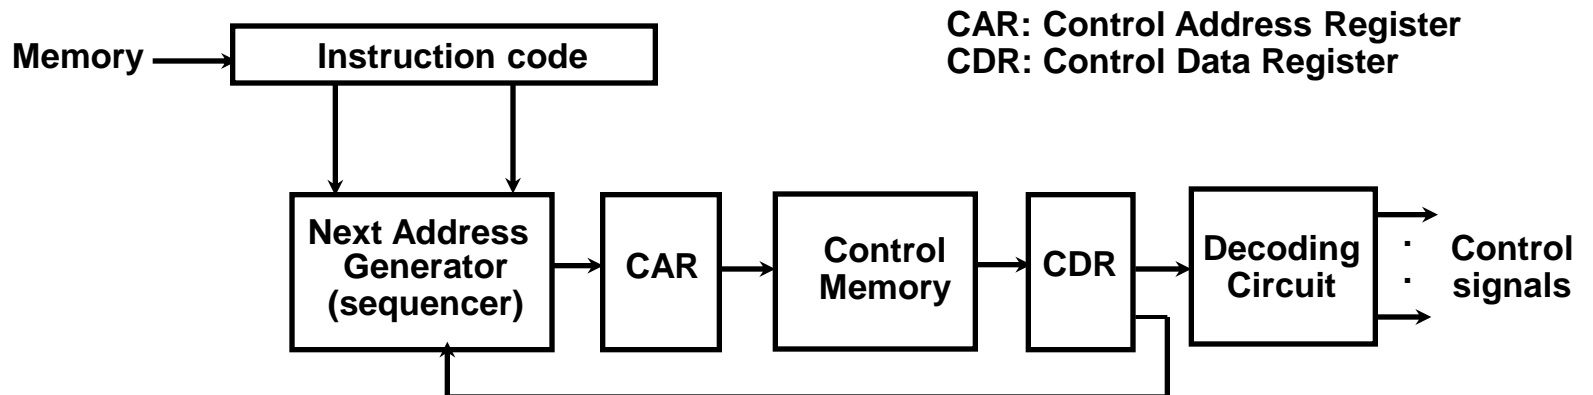 CAR: Control Address Register
CDR: Control Data Register
Memory
Instruction code
Next Address
Generator
(sequencer)
CAR
Control
Memory
CDR
Decoding
Circuit
Control
signals